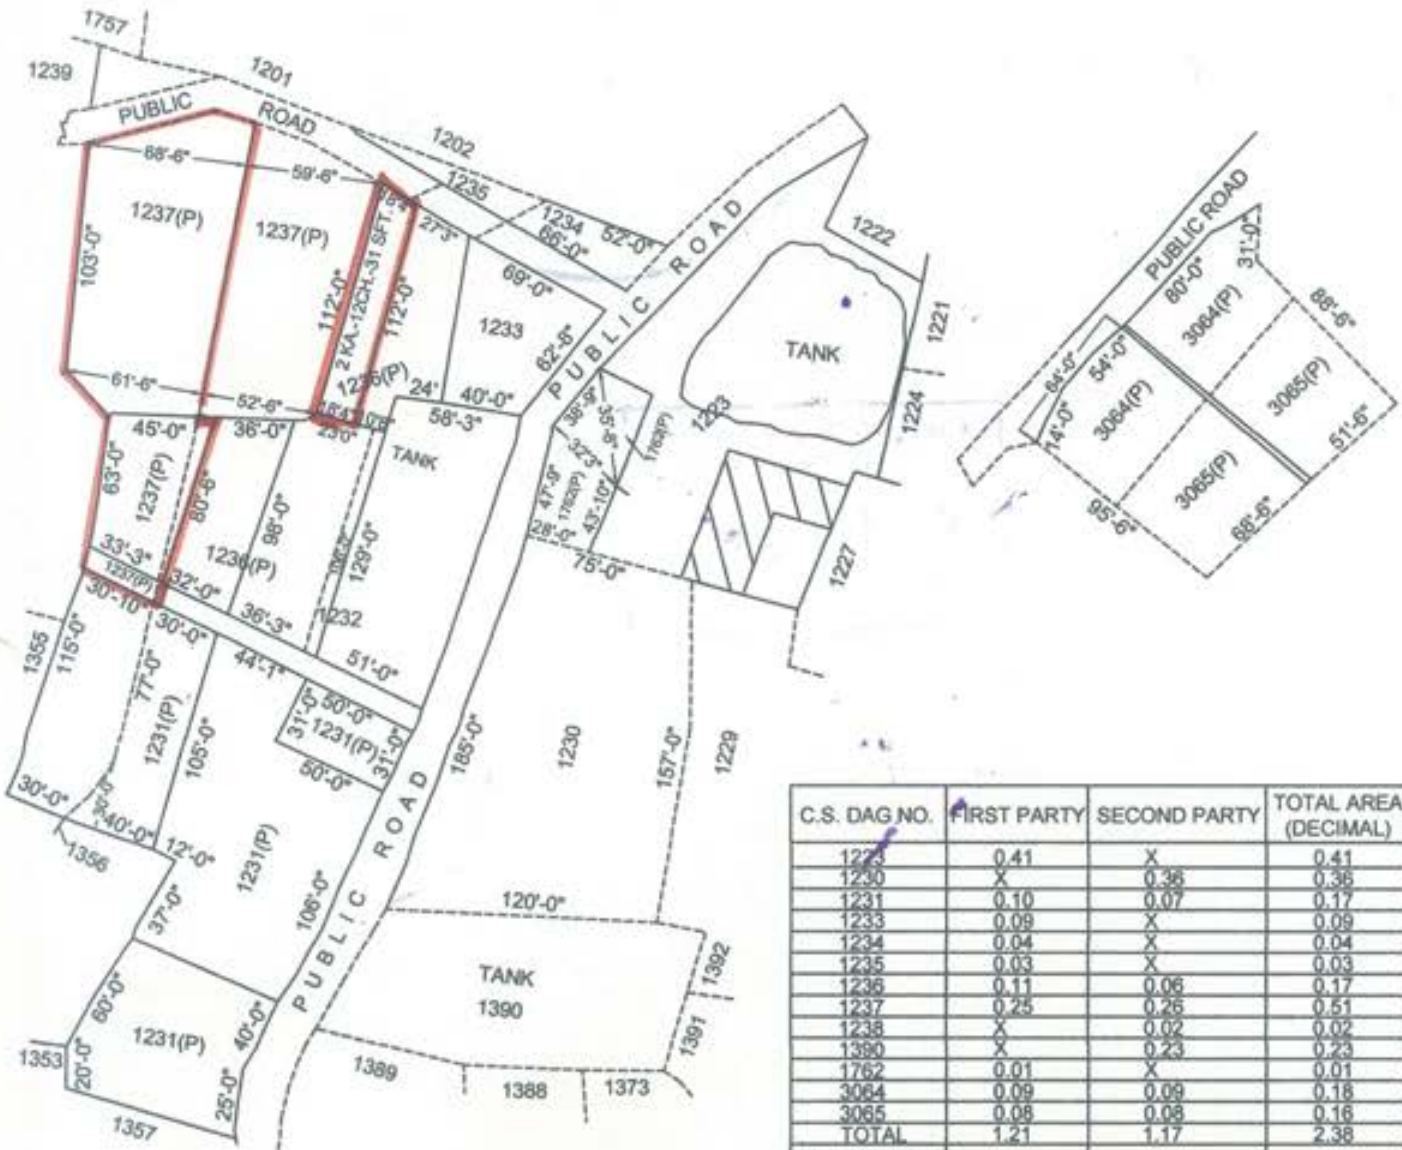 1757
1239
1201
PUBLIC ROAD
1202
68'-6"
59'-6"
1235
1234
1237(P)
1237(P)
27'3"
66'-0"
52'-0"
103'-0"
112'-0"
2 KA.-12CH.-31 SFT.
112'-0"
69'-0"
1233
62'-6"
PUBLIC ROAD
1222
1221
TANK
1223
1224
61'-6"
52'-6"
1236(P)
24'
40'-0"
58'-3"
23'0"
45'-0"
36'-0"
TANK
38'-9"
35'-6"
1763(P)
32'3"
63'-0"
1237(P)
80'-6"
98'-0"
129'-0"
47'-9"
1762(P)
43'-10"
28'-0"
75'-0"
1227
33'-3"
1237(P)
32'-0"
1236(P)
30'-10"
30'-0"
36'-3"
1232
44'-1"
51'-0"
1355
115'-0"
77'-0"
1231(P)
105'-0"
31'-0"
50'-0"
1231(P)
31'-0"
50'-0"
185'-0"
1230
157'-0"
1229
30'-0"
40'-0"
12'-0"
1356
1231(P)
37'-0"
106'-0"
PUBLIC ROAD
120'-0"
TANK
1390
1392
1391
60'-0"
1231(P)
40'-0"
1353
20'-0"
25'-0"
1357
1389
1388
1373
PUBLIC ROAD
80'-0"
31'-0"
3064(P)
88'-6"
64'-0"
54'-0"
14'-0"
3064(P)
3065(P)
51'-6"
3065(P)
95'-6"
68'-6"
C.S. DAG NO. FIRST PARTY SECOND PARTY TOTAL AREA (DECIMAL)
1223 0.41 X 0.41
1230 X 0.36 0.36
1231 0.10 0.07 0.17
1233 0.09 X 0.09
1234 0.04 X 0.04
1235 0.03 X 0.03
1236 0.11 0.06 0.17
1237 0.25 0.26 0.51
1238 X 0.02 0.02
1390 X 0.23 0.23
1762 0.01 X 0.01
3064 0.09 0.09 0.18
3065 0.08 0.08 0.16
TOTAL 1.21 1.17 2.38